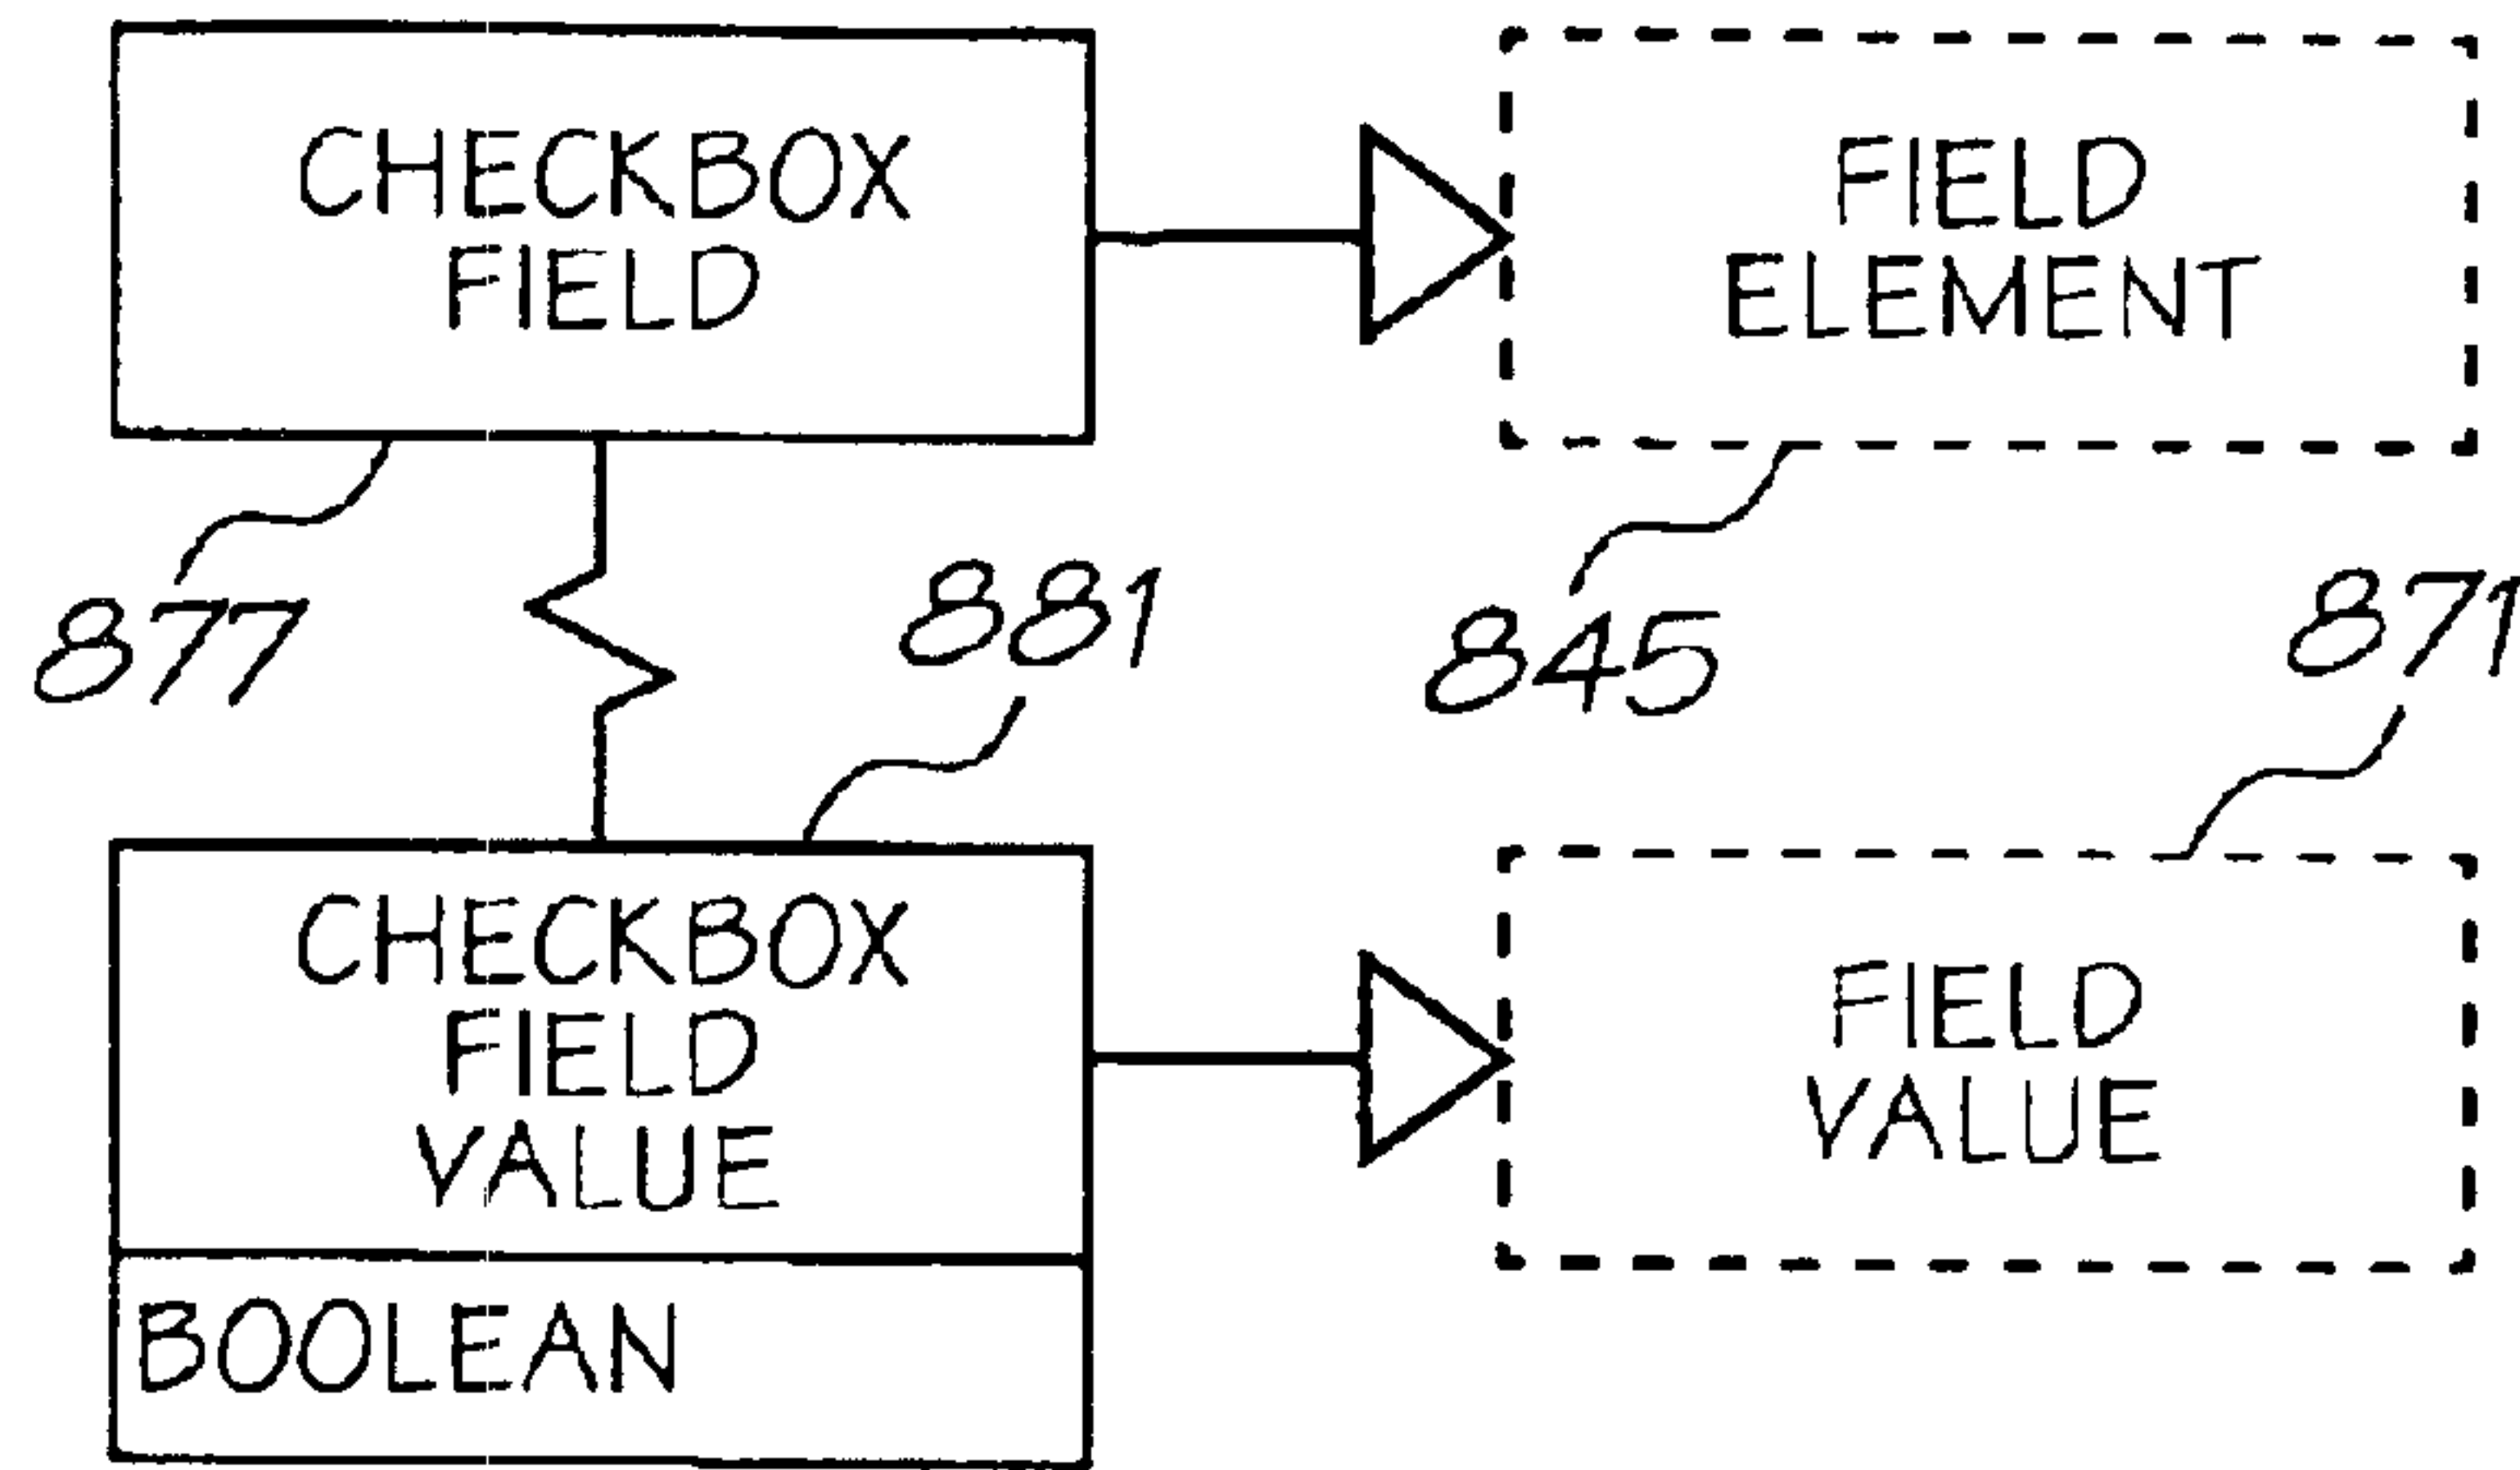 CHECKBOX
FIELD
FIELD
ELEMENT
877
881
845
871
CHECKBOX
FIELD
VALUE
FIELD
VALUE
BOOLEAN